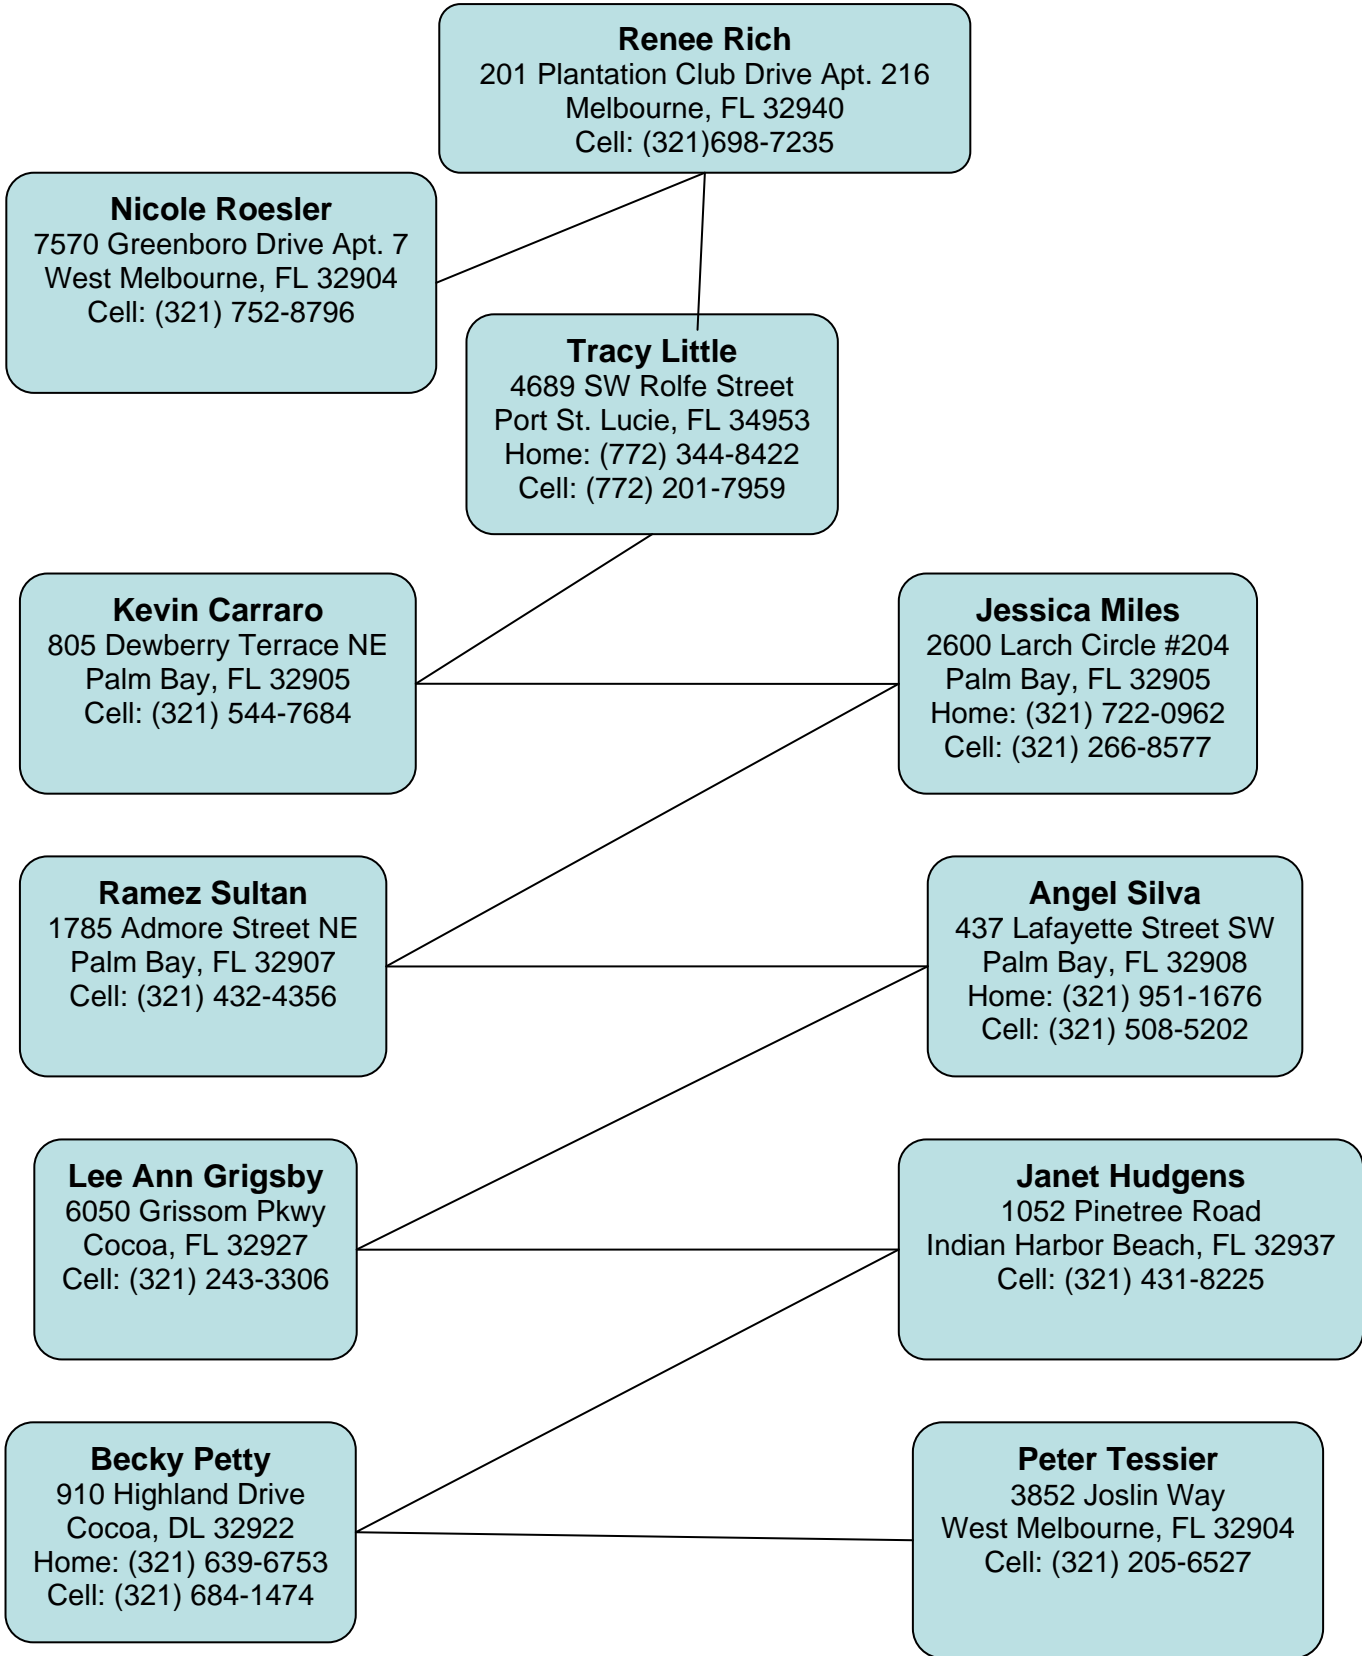 Renee Rich
201 Plantation Club Drive Apt. 216
Melbourne, FL 32940
Cell: (321)698-7235
Nicole Roesler
7570 Greenboro Drive Apt. 7
West Melbourne, FL 32904
Cell: (321) 752-8796
Tracy Little
4689 SW Rolfe Street
Port St. Lucie, FL 34953
Home: (772) 344-8422
Cell: (772) 201-7959
Kevin Carraro
805 Dewberry Terrace NE
Palm Bay, FL 32905
Cell: (321) 544-7684
Jessica Miles
2600 Larch Circle #204
Palm Bay, FL 32905
Home: (321) 722-0962
Cell: (321) 266-8577
Ramez Sultan
1785 Admore Street NE
Palm Bay, FL 32907
Cell: (321) 432-4356
Angel Silva
437 Lafayette Street SW
Palm Bay, FL 32908
Home: (321) 951-1676
Cell: (321) 508-5202
Lee Ann Grigsby
6050 Grissom Pkwy
Cocoa, FL 32927
Cell: (321) 243-3306
Janet Hudgens
1052 Pinetree Road
Indian Harbor Beach, FL 32937
Cell: (321) 431-8225
Becky Petty
910 Highland Drive
Cocoa, DL 32922
Home: (321) 639-6753
Cell: (321) 684-1474
Peter Tessier
3852 Joslin Way
West Melbourne, FL 32904
Cell: (321) 205-6527